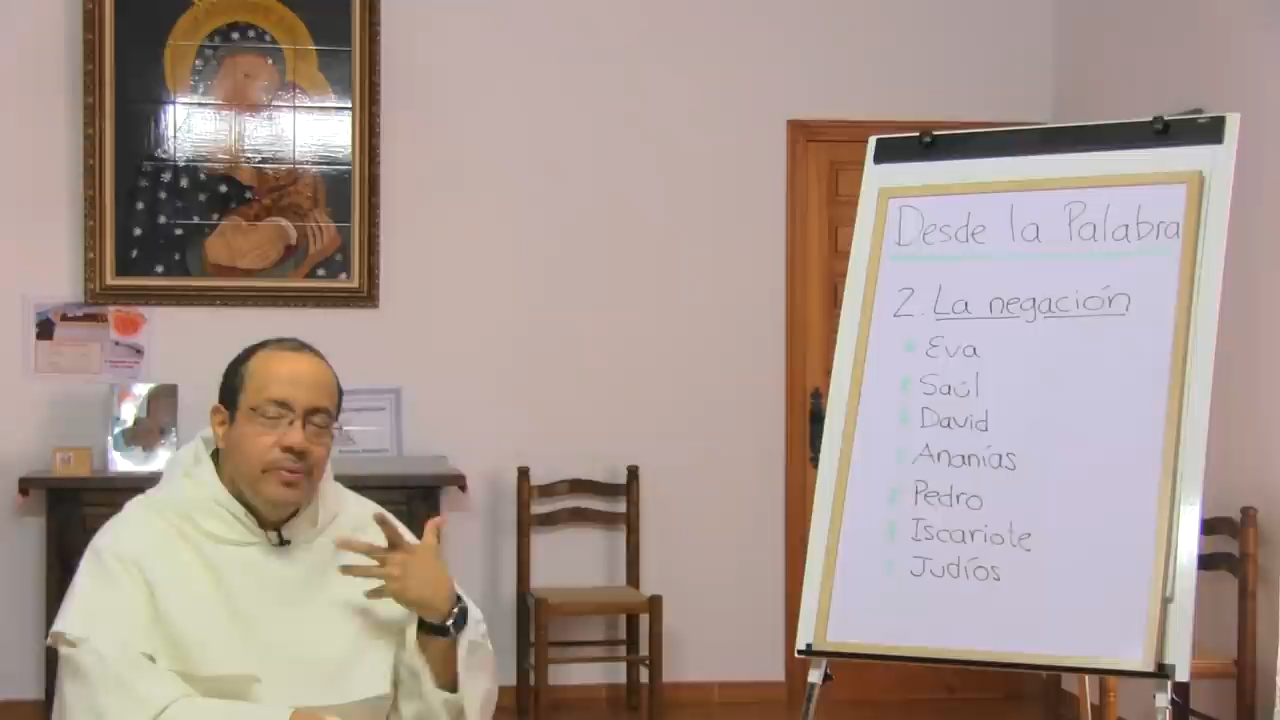 Desde la Palabra
2. La negación
Eva
Saúl
David
Ananías
Pedro
Iscariote
Judíos